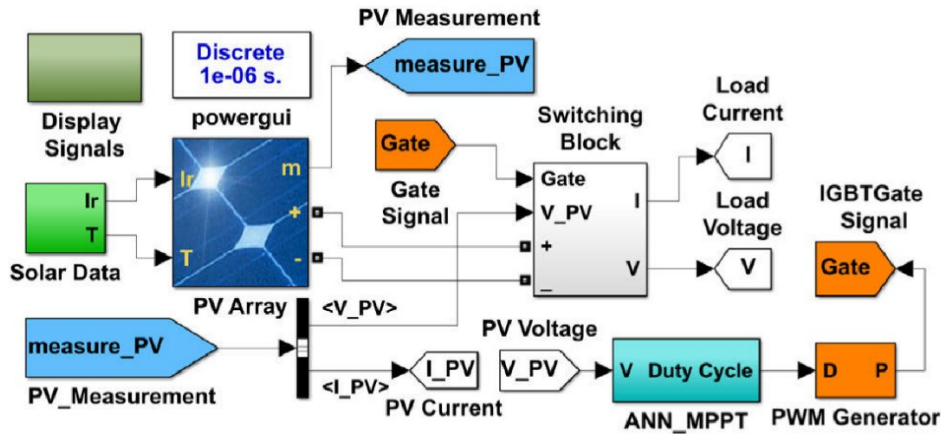 PV Measurement
Discrete
1e-06 s.
measure_PV
powergui
Display
Signals
Switching
Block
Load
Current
Gate
Gate
Signal
Ir
T
Ir
m
T
+
-
Gate
V_PV
+
_
I
V
I
Load
Voltage
V
IGBTGate
Signal
Gate
Solar Data
PV Array
<V_PV>
PV Voltage
measure_PV
I_PV
V_PV
V Duty Cycle
D P
PV_Measurement
<I_PV>
PV Current
ANN_MPPT
PWM Generator